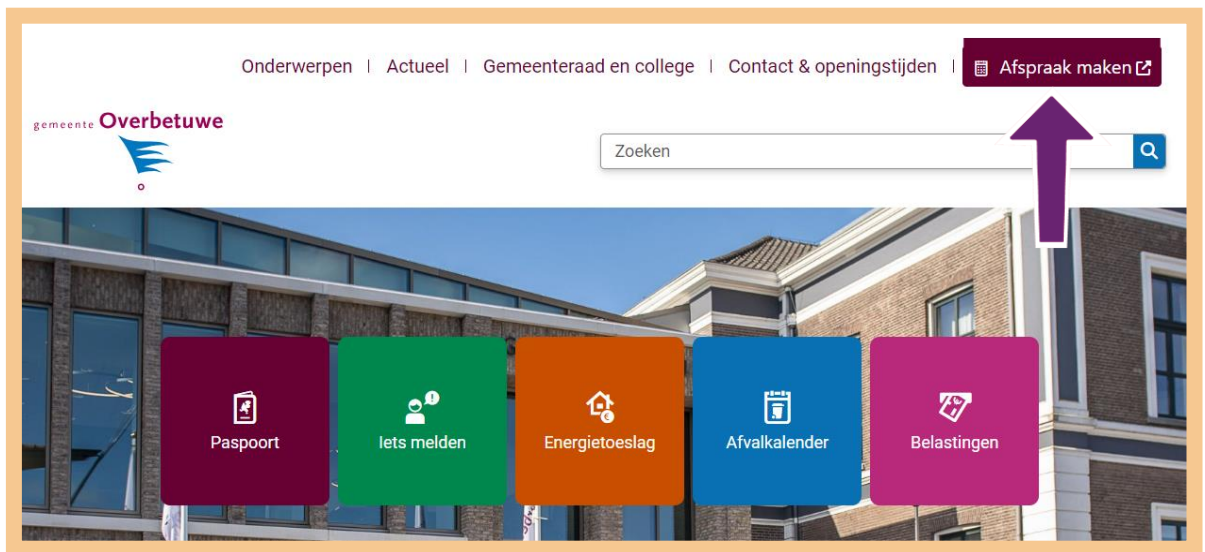 Onderwerpen | Actueel | Gemeenteraad en college | Contact & openingstijden | Afspraak maken
gemeente Overbetuwe
Zoeken
Paspoort
Iets melden
Energietoeslag
Afvalkalender
Belastingen